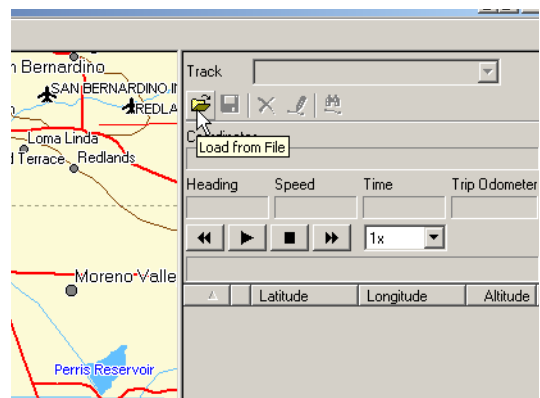 n Bernardino
SAN BERNARDINO I
REDLA
Loma Linda
d Terrace
Redlands
Moreno Valle
Perris Reservoir
Track
Load from File
Heading Speed Time Trip Odometer
1x
Latitude Longitude Altitude